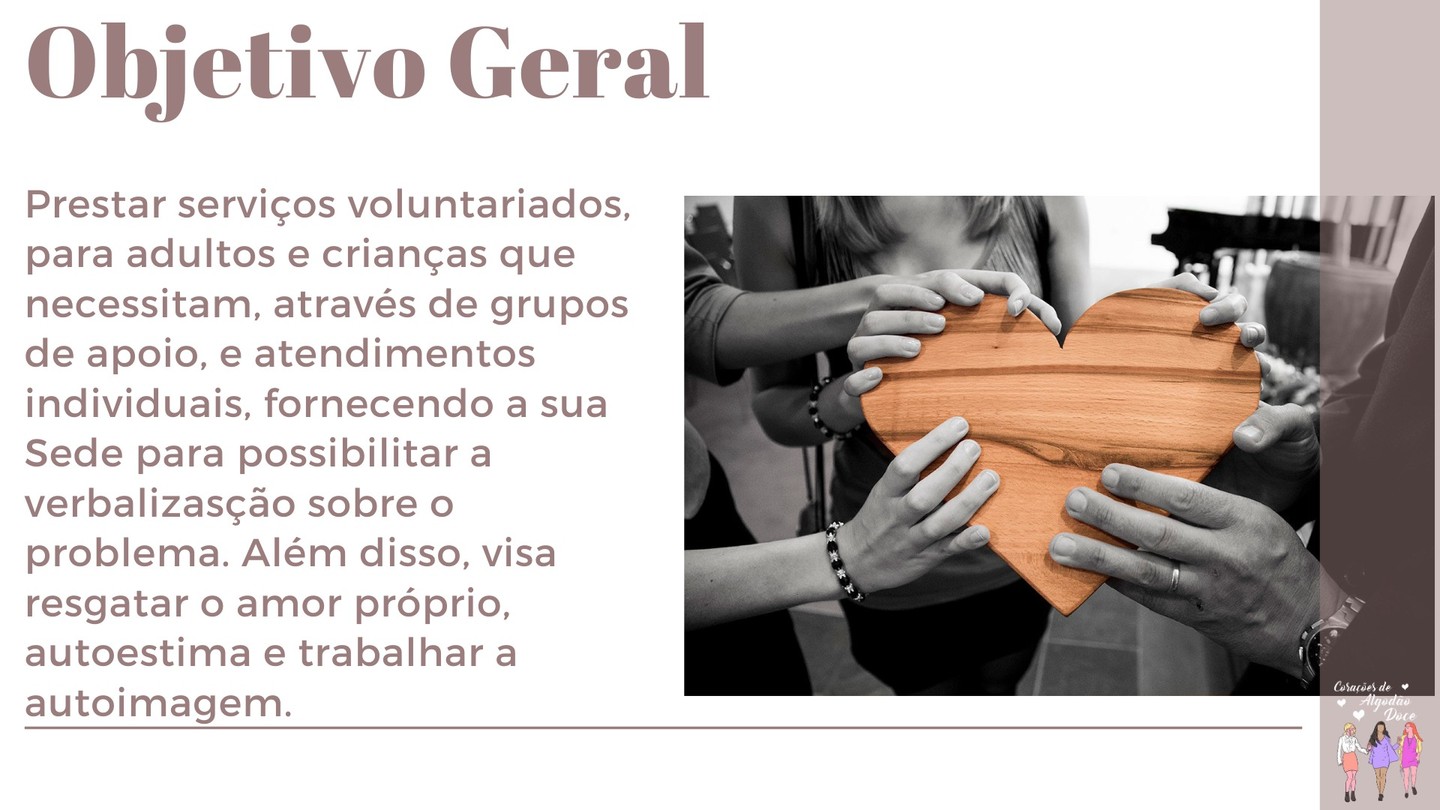 Objetivo Geral
Prestar serviços voluntariados,
para adultos e crianças que
necessitam, através de grupos
de apoio, e atendimentos
individuais, fornecendo a sua
Sede para possibilitar a
verbalizasção sobre o
problema. Além disso, visa
resgatar o amor próprio,
autoestima e trabalhar a
autoimagem.
Corações de
Algodão
Doce